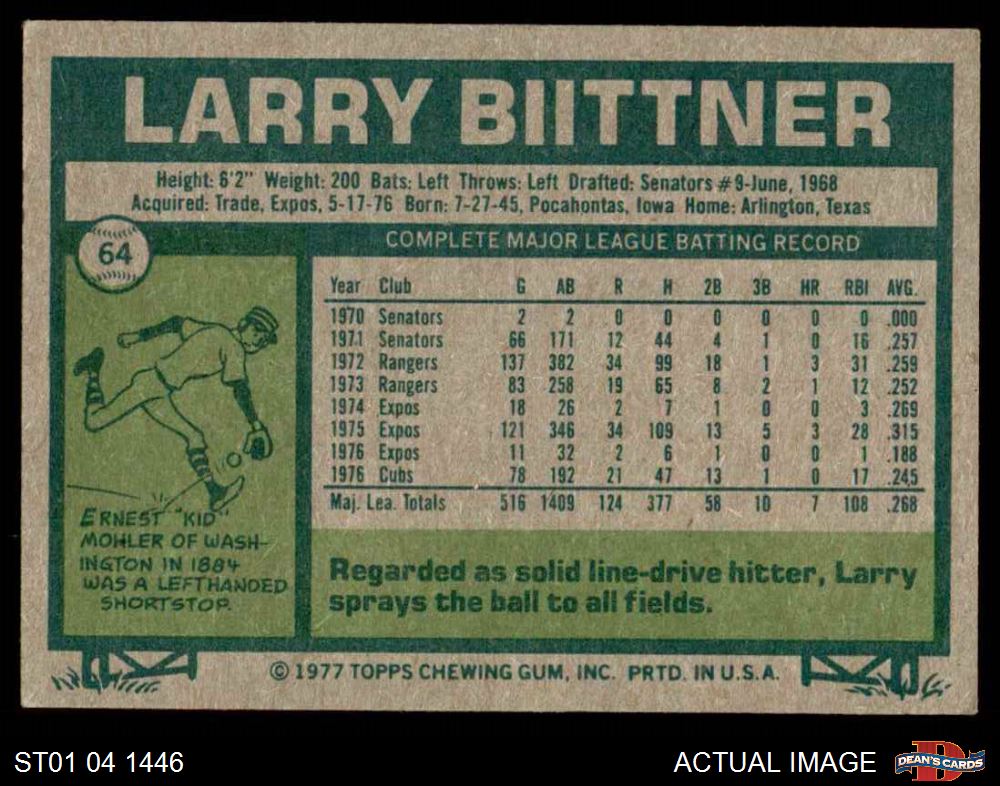 LARRY BIITTNER
Height: 6'2" Weight: 200 Bats: Left Throws: Left Drafted: Senators #9-June, 1968
Acquired: Trade, Expos, 5-17-76 Born: 7-27-45, Pocahontas, Iowa Home: Arlington, Texas
64
COMPLETE MAJOR LEAGUE BATTING RECORD
Year Club G AB R H 2B 3B HR RBI AVG.
1970 Senators 2 2 0 0 0 0 0 0 .000
1971 Senators 66 171 12 44 4 1 0 16 .257
1972 Rangers 137 382 34 99 18 1 3 31 .259
1973 Rangers 83 258 19 65 8 2 1 12 .252
1974 Expos 18 26 2 7 1 0 0 3 .269
1975 Expos 121 346 34 109 13 5 3 28 .315
1976 Expos 11 32 2 6 1 0 0 1 .188
1976 Cubs 78 192 21 47 13 1 0 17 .245
Maj. Lea. Totals 516 1409 124 377 58 10 7 108 .268
ERNEST "KID"
MOHLER OF WASH-
INGTON IN 1884
WAS A LEFTHANDED
SHORTSTOP.
Regarded as solid line-drive hitter, Larry
sprays the ball to all fields.
© 1977 TOPPS CHEWING GUM, INC. PRTD. IN U.S.A.
ST01 04 1446
ACTUAL IMAGE
D
DEAN'S CARDS